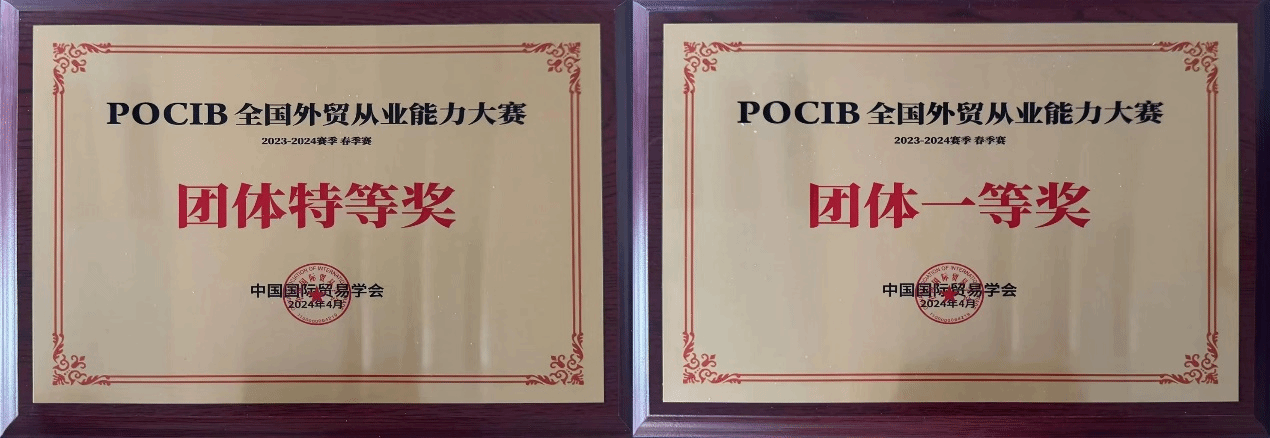 POCIB 全国外贸从业能力大赛
2023-2024赛季 春季赛
团体特等奖
中国国际贸易学会
2024年4月
POCIB 全国外贸从业能力大赛
2023-2024赛季 春季赛
团体一等奖
中国国际贸易学会
2024年4月